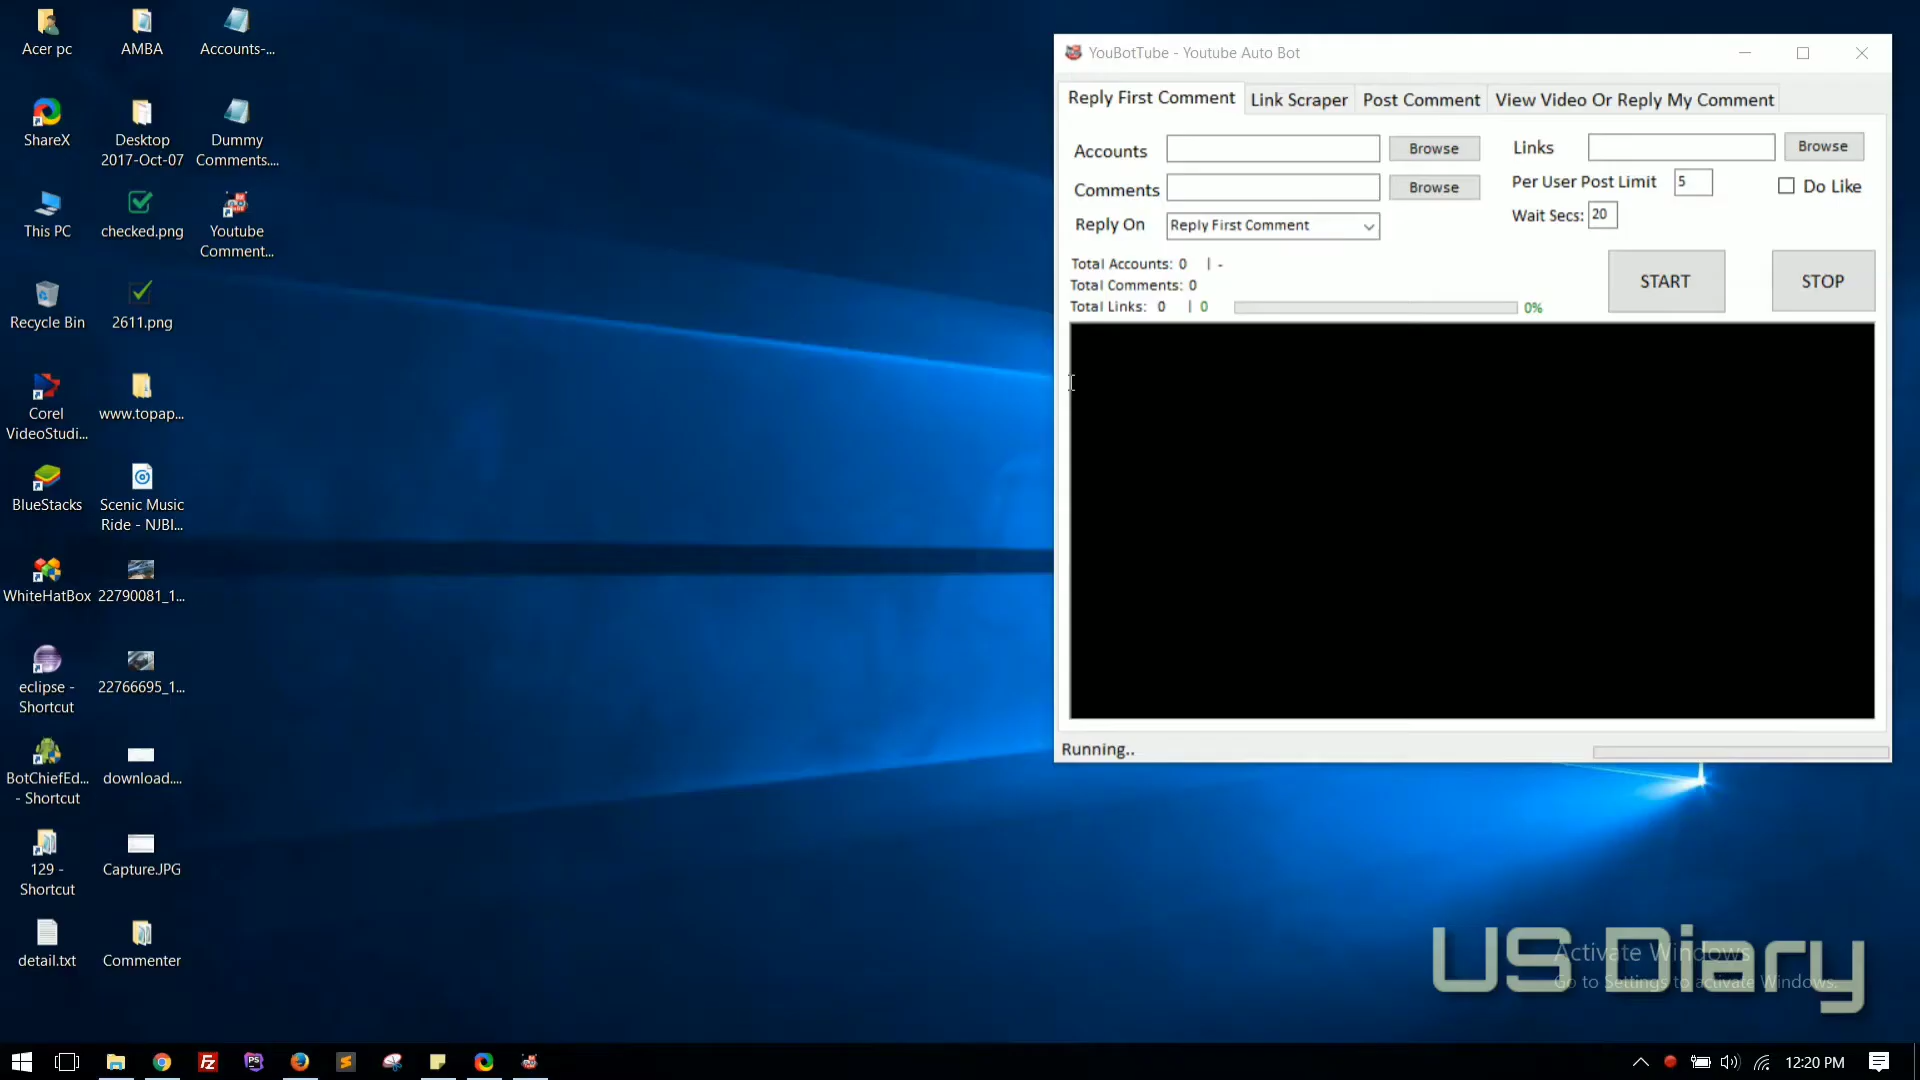 Acer pc
AMBA
Accounts-...
ShareX
Desktop
2017-Oct-07
Dummy
Comments....
This PC
checked.png
Youtube
Comment...
Recycle Bin
2611.png
Corel
VideoStudi...
www.topap...
BlueStacks
Scenic Music
Ride - NJBI...
WhiteHatBox
22790081_1...
eclipse -
Shortcut
22766695_1...
BotChiefEd...
- Shortcut
download....
129 -
Shortcut
Capture.JPG
detail.txt
Commenter
YouBotTube - Youtube Auto Bot
Reply First Comment Link Scraper Post Comment View Video Or Reply My Comment
Accounts Browse Links Browse
Comments Browse Per User Post Limit 5 Do Like
Reply On Reply First Comment Wait Secs: 20
Total Accounts: 0 | -
Total Comments: 0
Total Links: 0 | 0 0%
START STOP
Running..
US Diary
Activate Windows
Go to Settings to activate Windows.
Fz
PS
12:20 PM